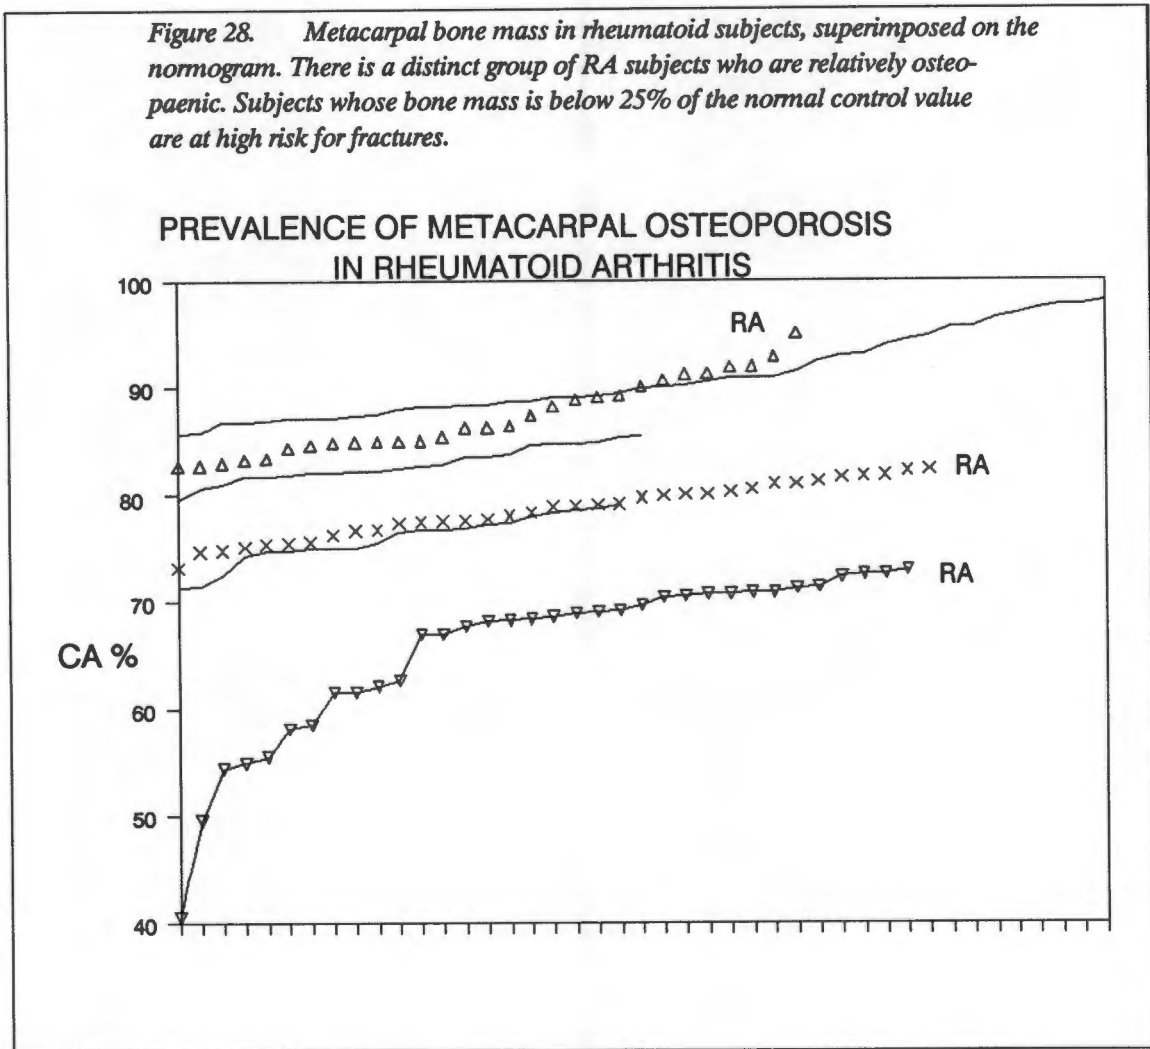 Figure 28. Metacarpal bone mass in rheumatoid subjects, superimposed on the
normogram. There is a distinct group of RA subjects who are relatively osteo-
paenic. Subjects whose bone mass is below 25% of the normal control value
are at high risk for fractures.
PREVALENCE OF METACARPAL OSTEOPOROSIS
IN RHEUMATOID ARTHRITIS
100
RA
90
80
RA
70
RA
CA %
60
50
40